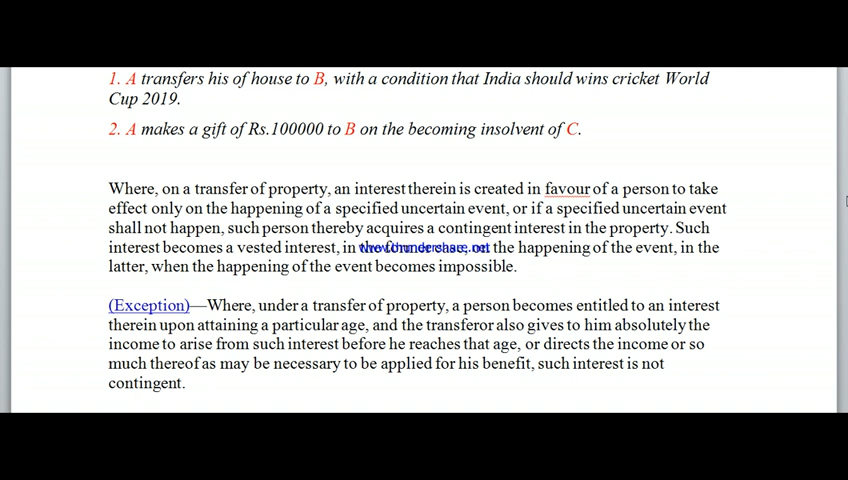 1. A transfers his of house to B, with a condition that India should wins cricket World
Cup 2019.
2. A makes a gift of Rs.100000 to B on the becoming insolvent of C.
Where, on a transfer of property, an interest therein is created in favour of a person to take
effect only on the happening of a specified uncertain event, or if a specified uncertain event
shall not happen, such person thereby acquires a contingent interest in the property. Such
interest becomes a vested interest, in the former case, on the happening of the event, in the
latter, when the happening of the event becomes impossible.
(Exception)—Where, under a transfer of property, a person becomes entitled to an interest
therein upon attaining a particular age, and the transferor also gives to him absolutely the
income to arise from such interest before he reaches that age, or directs the income or so
much thereof as may be necessary to be applied for his benefit, such interest is not
contingent.